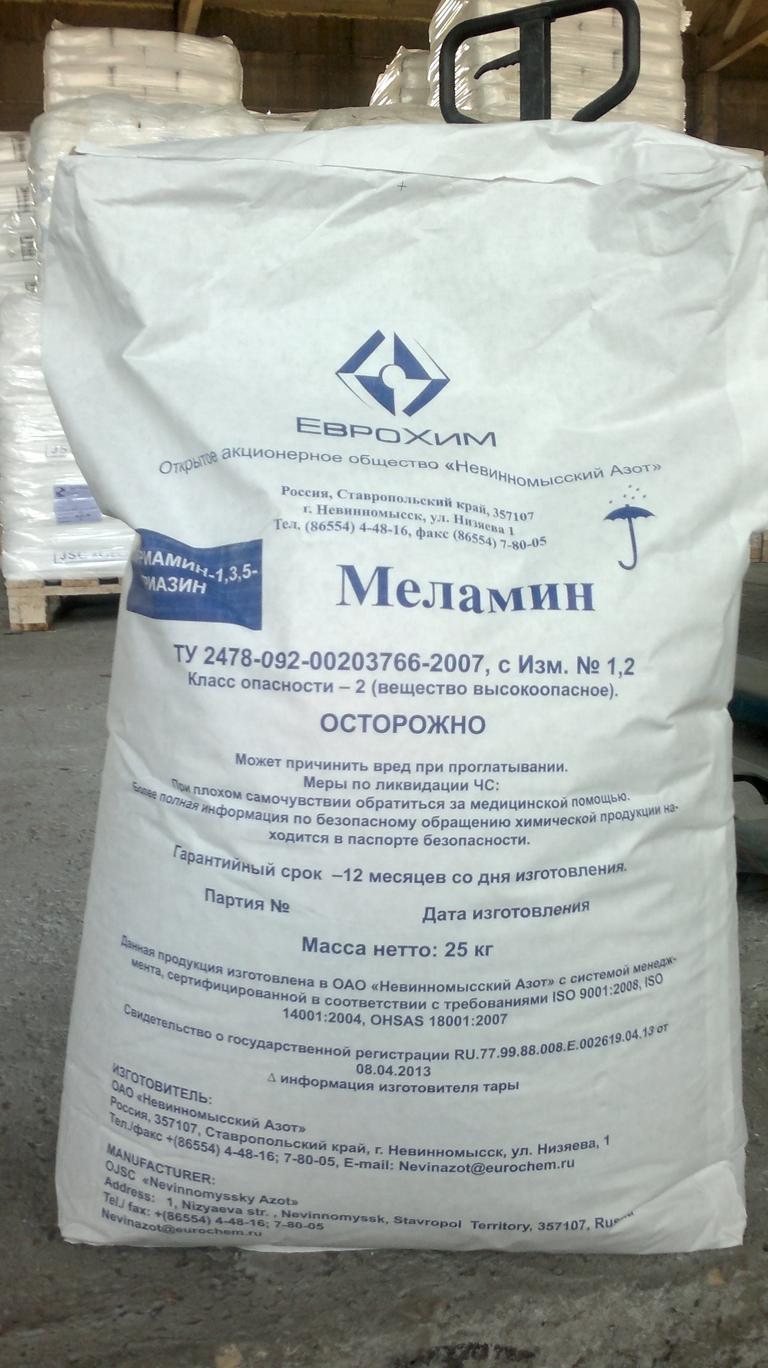 ЕВРОХИМ
Открытое акционерное общество «Невинномысский Азот»
Россия, Ставропольский край, 357107
г. Невинномысск, ул. Низяева 1
Тел. (86554) 4-48-16, факс (86554) 7-80-05
Меламин
ТУ 2478-092-00203766-2007, с Изм. № 1,2
Класс опасности – 2 (вещество высокоопасное).
ОСТОРОЖНО
Может причинить вред при проглатывании.
Меры по ликвидации ЧС:
При плохом самочувствии обратиться за медицинской помощью.
Более полная информация по безопасному обращению химической продукции на-
ходится в паспорте безопасности.
Гарантийный срок –12 месяцев со дня изготовления.
Партия № Дата изготовления
Масса нетто: 25 кг
Данная продукция изготовлена в ОАО «Невинномысский Азот» с системой менедж-
мента, сертифицированной в соответствии с требованиями ISO 9001:2008, ISO
14001:2004, OHSAS 18001:2007
Свидетельство о государственной регистрации RU.77.99.88.008.E.002619.04.13 от
08.04.2013
Δ информация изготовителя тары
ИЗГОТОВИТЕЛЬ:
ОАО «Невинномысский Азот»
Россия, 357107, Ставропольский край, г. Невинномысск, ул. Низяева, 1
Тел./факс +(86554) 4-48-16; 7-80-05, E-mail: Nevinazot@eurochem.ru
MANUFACTURER:
OJSC «Nevinnomyssky Azot»
Address: 1, Nizyaeva str. , Nevinnomyssk, Stavropol Territory, 357107,
Tel./ fax: +(86554) 4-48-16; 7-80-05
Nevinazot@eurochem.ru